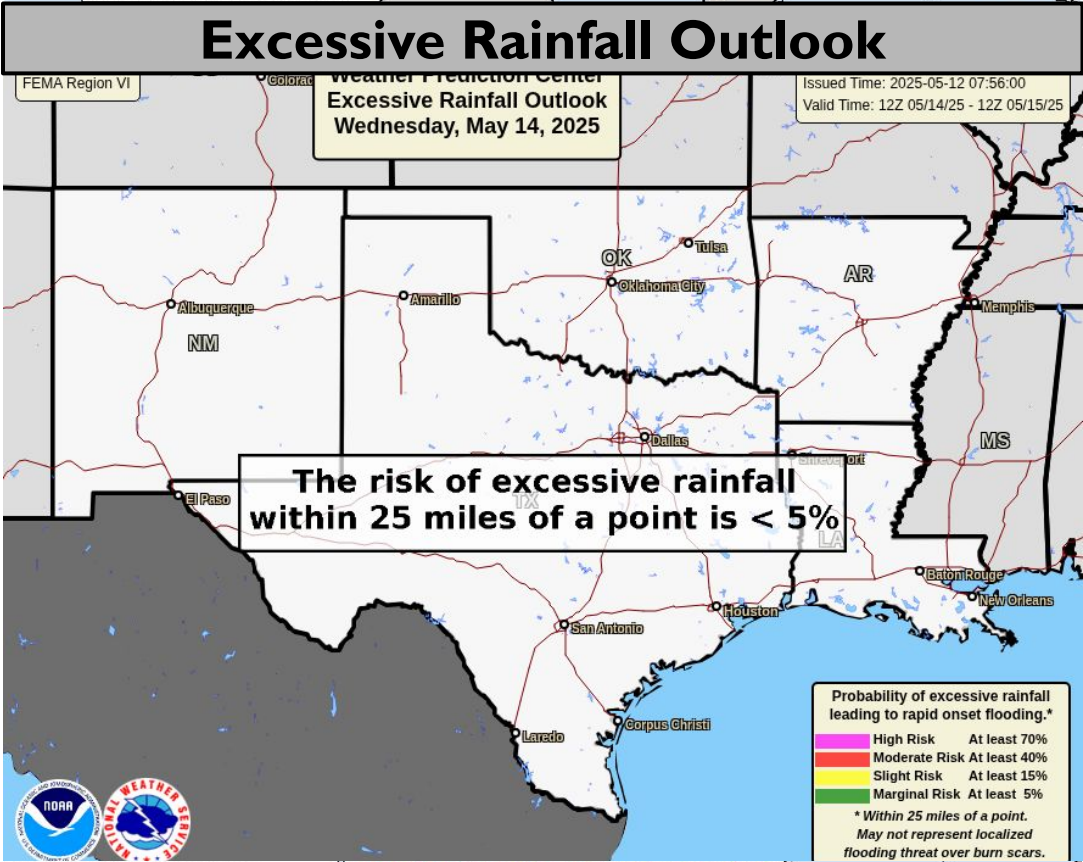 Excessive Rainfall Outlook
FEMA Region VI
Weather Prediction Center
Excessive Rainfall Outlook
Wednesday, May 14, 2025
Issued Time: 2025-05-12 07:56:00
Valid Time: 12Z 05/14/25 - 12Z 05/15/25
Tulsa
OK
Oklahoma City
AR
Amarillo
Albuquerque
Memphis
NM
Dallas
MS
Shreveport
The risk of excessive rainfall
within 25 miles of a point is < 5%
El Paso
TX
LA
Baton Rouge
New Orleans
Houston
San Antonio
Corpus Christi
Laredo
Probability of excessive rainfall
leading to rapid onset flooding.*
High Risk At least 70%
Moderate Risk At least 40%
Slight Risk At least 15%
Marginal Risk At least 5%
* Within 25 miles of a point.
May not represent localized
flooding threat over burn scars.
NOAA
NATIONAL WEATHER SERVICE